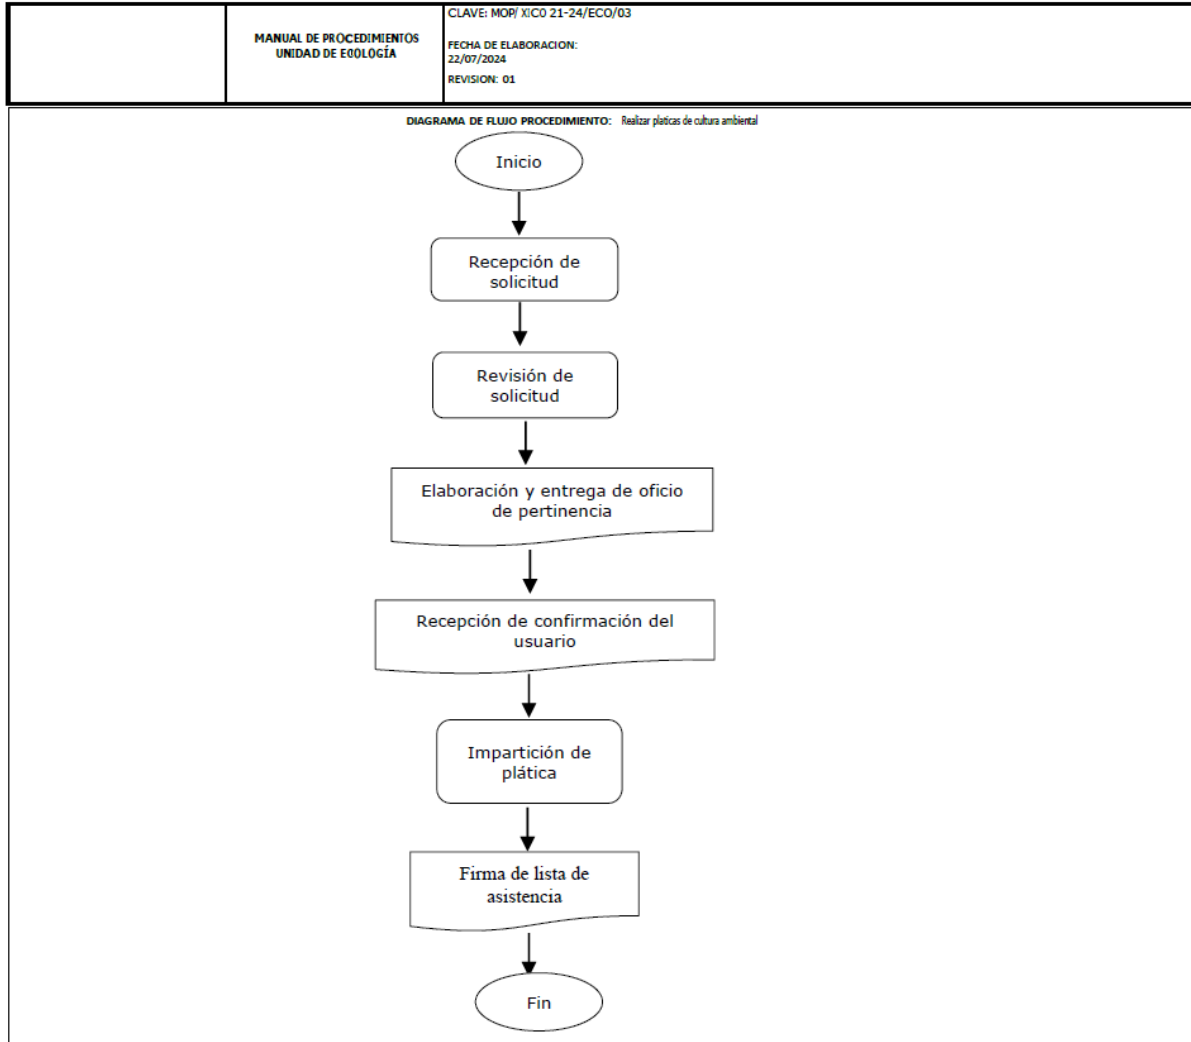 CLAVE: MOP/ XICO 21-24/ECO/03
MANUAL DE PROCEDIMIENTOS
UNIDAD DE ECOLOGÍA
FECHA DE ELABORACION:
22/07/2024
REVISION: 01
DIAGRAMA DE FLUJO PROCEDIMIENTO: Realizar platicas de cultura ambiental
Inicio
Recepción de
solicitud
Revisión de
solicitud
Elaboración y entrega de oficio
de pertinencia
Recepción de confirmación del
usuario
Impartición de
plática
Firma de lista de
asistencia
Fin